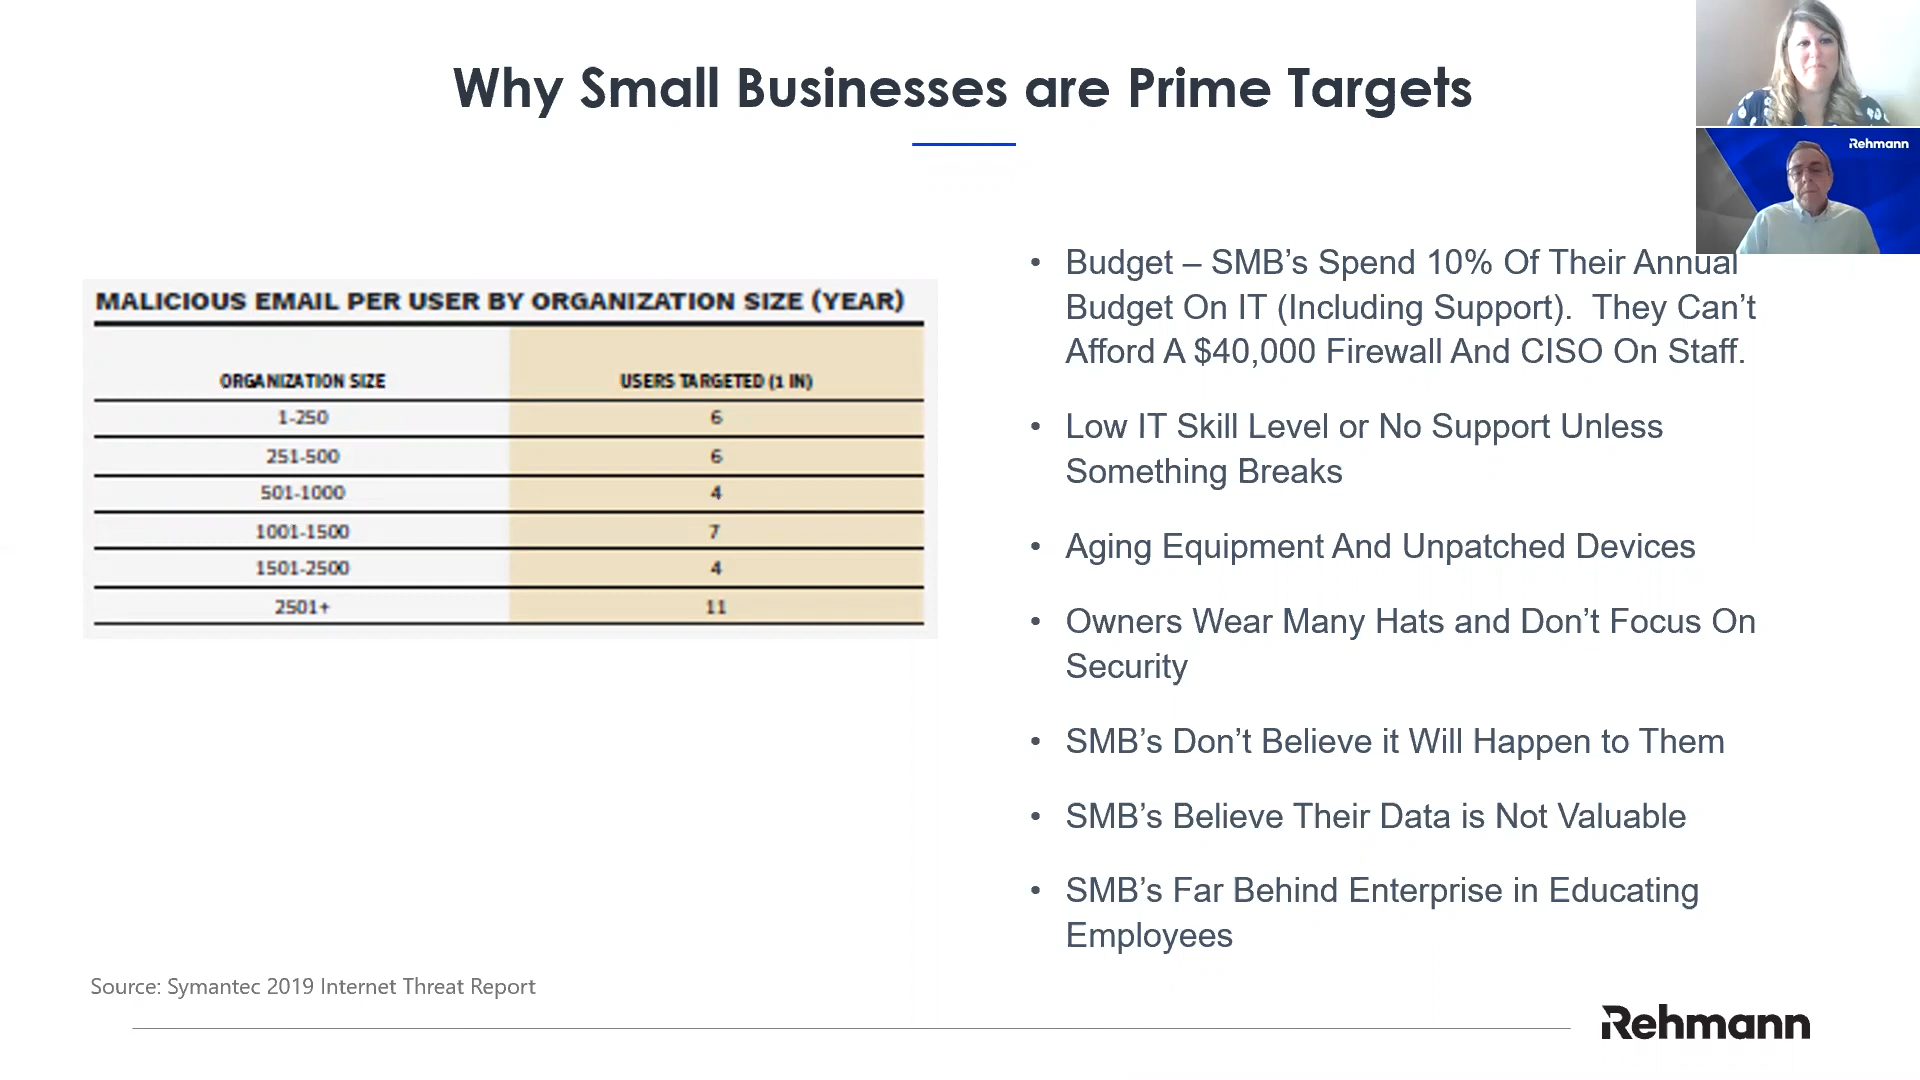 Why Small Businesses are Prime Targets
Rehmann
MALICIOUS EMAIL PER USER BY ORGANIZATION SIZE (YEAR)
ORGANIZATION SIZE USERS TARGETED (1 IN)
1-250 6
251-500 6
501-1000 4
1001-1500 7
1501-2500 4
2501+ 11
• Budget – SMB’s Spend 10% Of Their Annual
Budget On IT (Including Support).  They Can’t
Afford A $40,000 Firewall And CISO On Staff.
• Low IT Skill Level or No Support Unless
Something Breaks
• Aging Equipment And Unpatched Devices
• Owners Wear Many Hats and Don’t Focus On
Security
• SMB’s Don’t Believe it Will Happen to Them
• SMB’s Believe Their Data is Not Valuable
• SMB’s Far Behind Enterprise in Educating
Employees
Source: Symantec 2019 Internet Threat Report
Rehmann